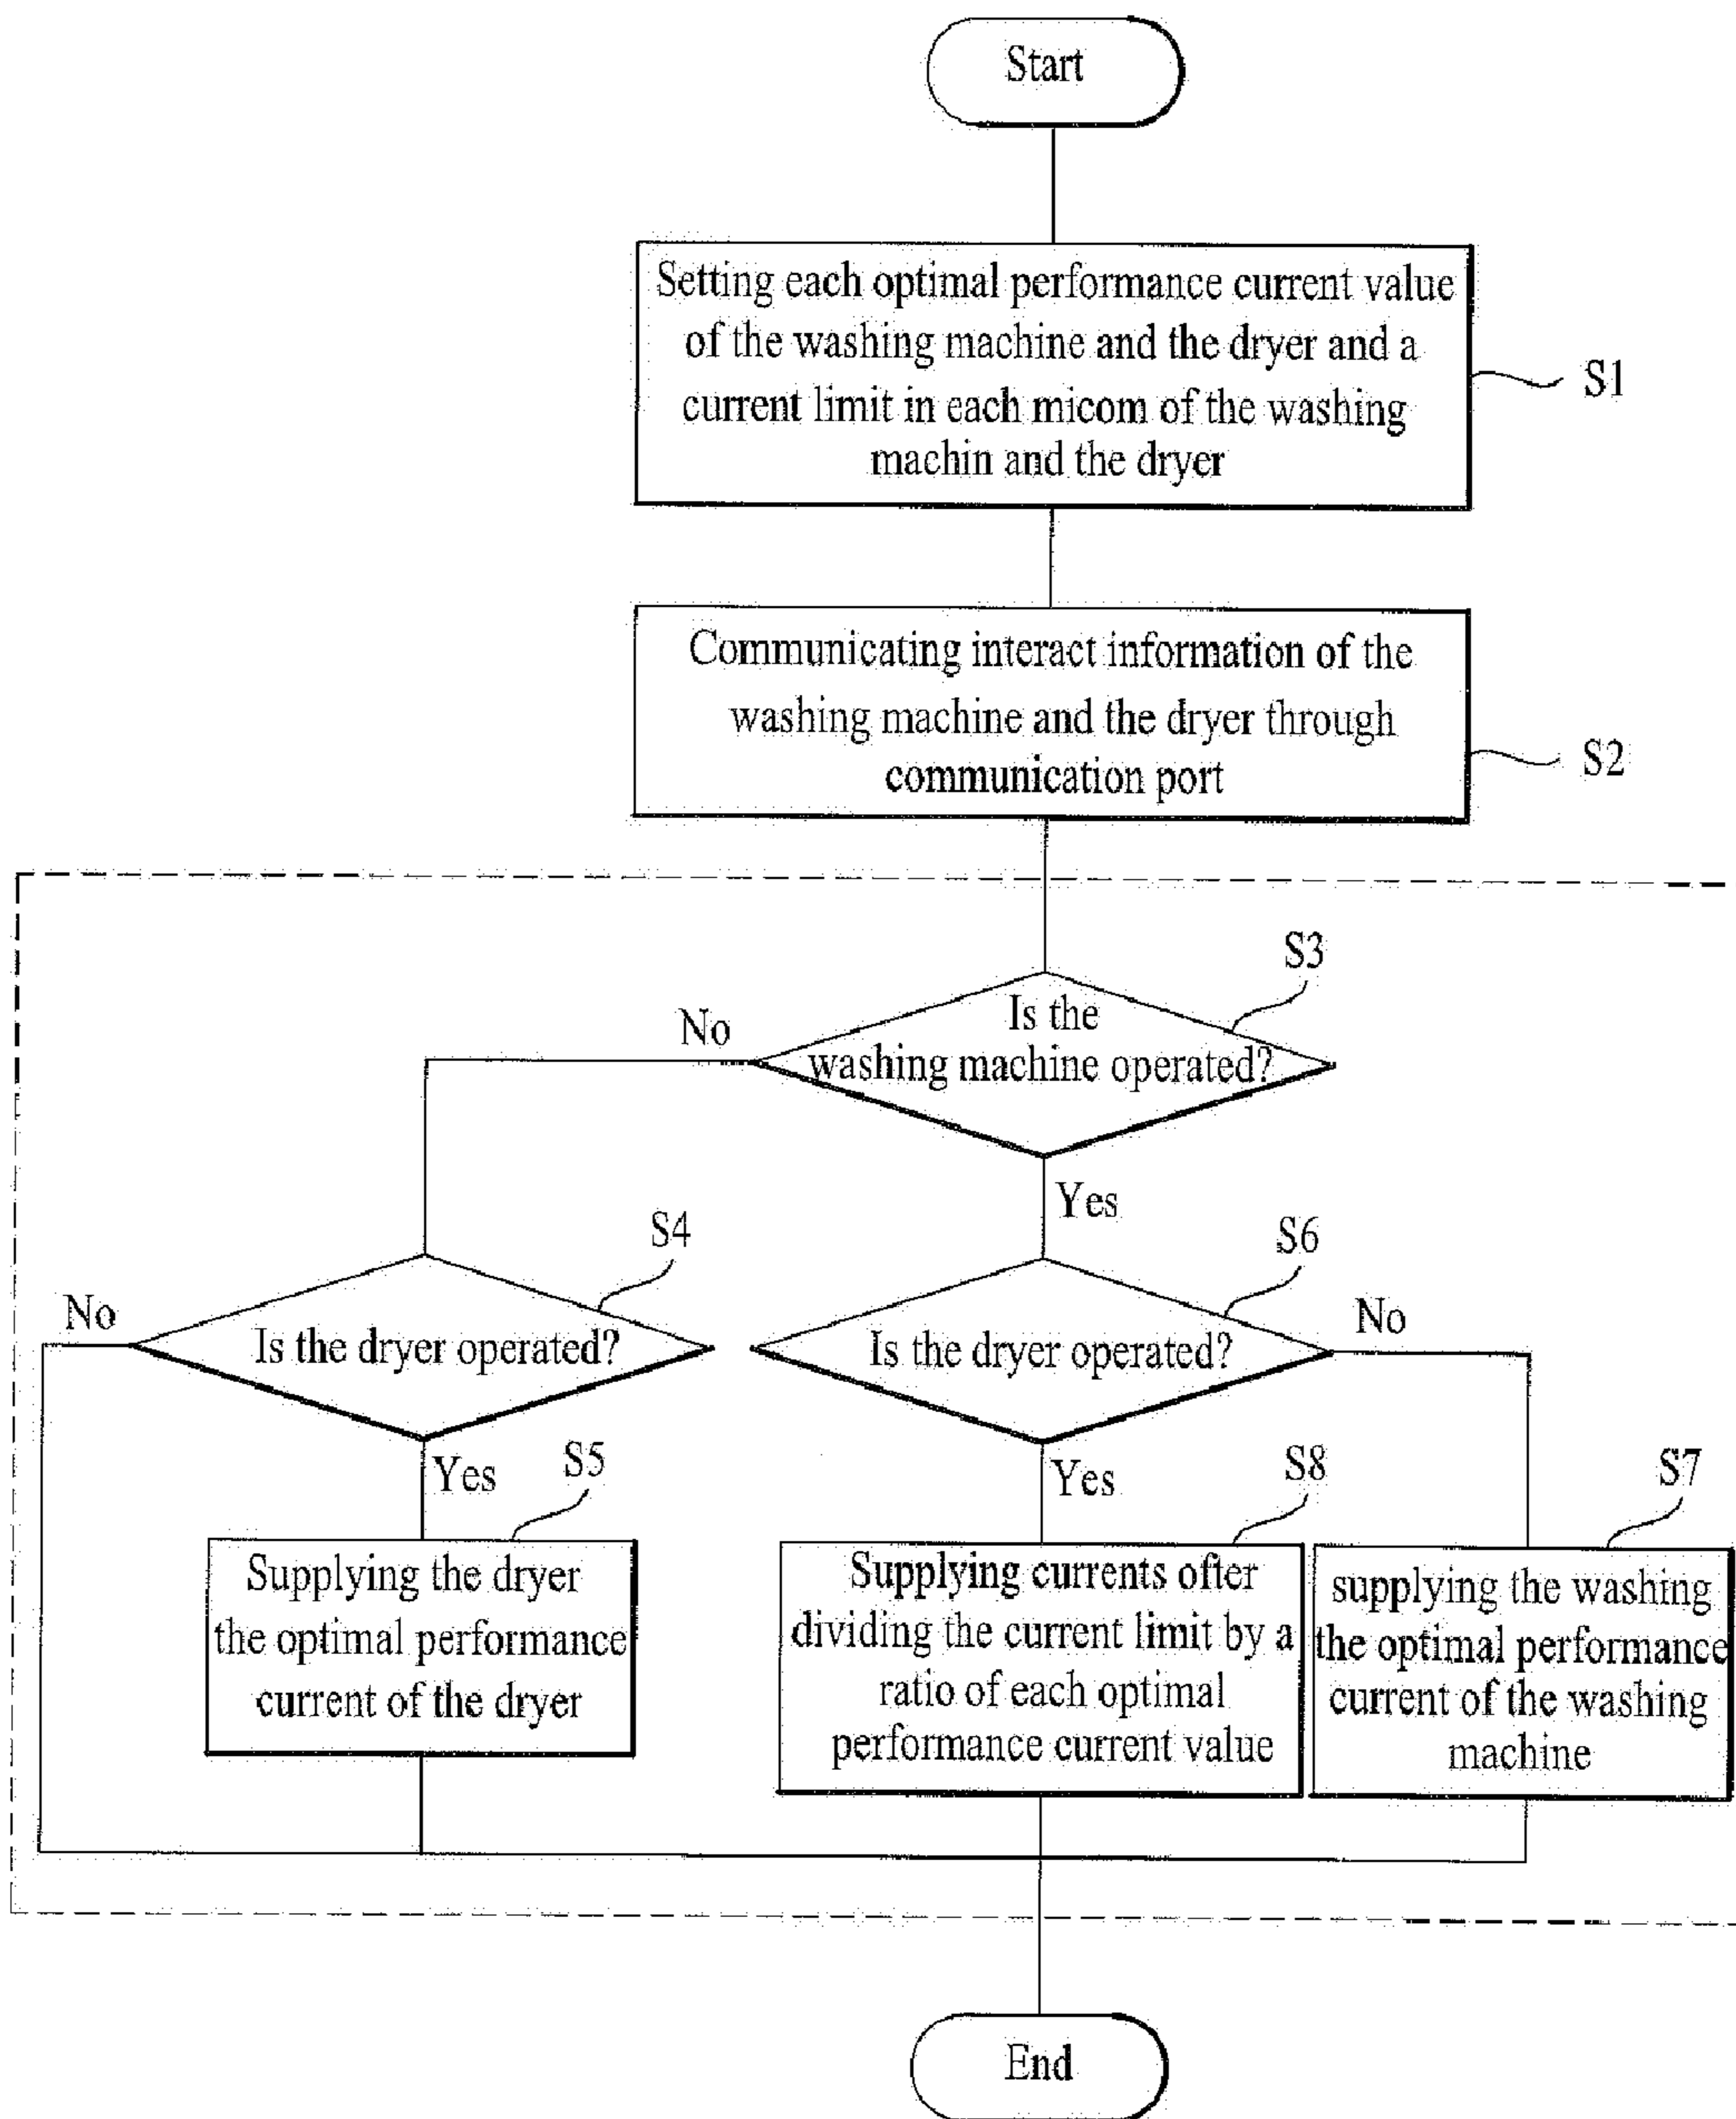 Start
Setting each optimal performance current value
of the washing machine and the dryer and a
current limit in each micom of the washing
machin and the dryer
S1
Communicating interact information of the
washing machine and the dryer through
communication port
S2
S3
Is the
washing machine operated?
No
Yes
S4
Is the dryer operated?
No
Yes
S6
Is the dryer operated?
No
Yes
S5
Supplying the dryer
the optimal performance
current of the dryer
S8
Supplying currents ofter
dividing the current limit by a
ratio of each optimal
performance current value
S7
supplying the washing
the optimal performance
current of the washing
machine
End